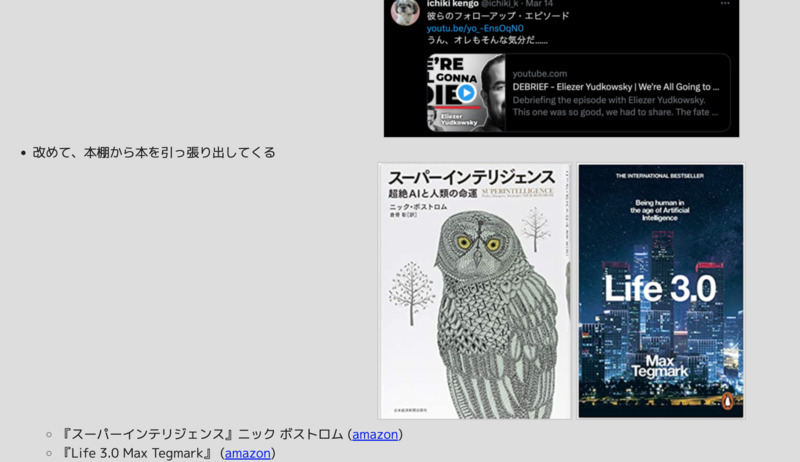 ichiki kengo @ichiki_k · Mar 14
彼らのフォローアップ・エピソード
youtu.be/yo_-EnsOqN0
うん、オレもそんな気分だ......
E'RE
L GONNA
DIE
Eliezer
Yudkowsky
youtube.com
DEBRIEF - Eliezer Yudkowsky | We're All Going to ...
Debriefing the episode with Eliezer Yudkowsky.
This one was so good, we had to share. The fate ...
改めて、本棚から本を引っ張り出してくる
スーパーインテリジェンス
超絶AIと人類の命運
SUPERINTELLIGENCE
ニック・ボストロム
倉骨 彰[訳]
日本経済新聞出版社
THE INTERNATIONAL BESTSELLER
Being human in
the age of Artificial
Intelligence
Life 3.0
Max
Tegmark
『スーパーインテリジェンス』ニック ボストロム (amazon)
『Life 3.0 Max Tegmark』 (amazon)